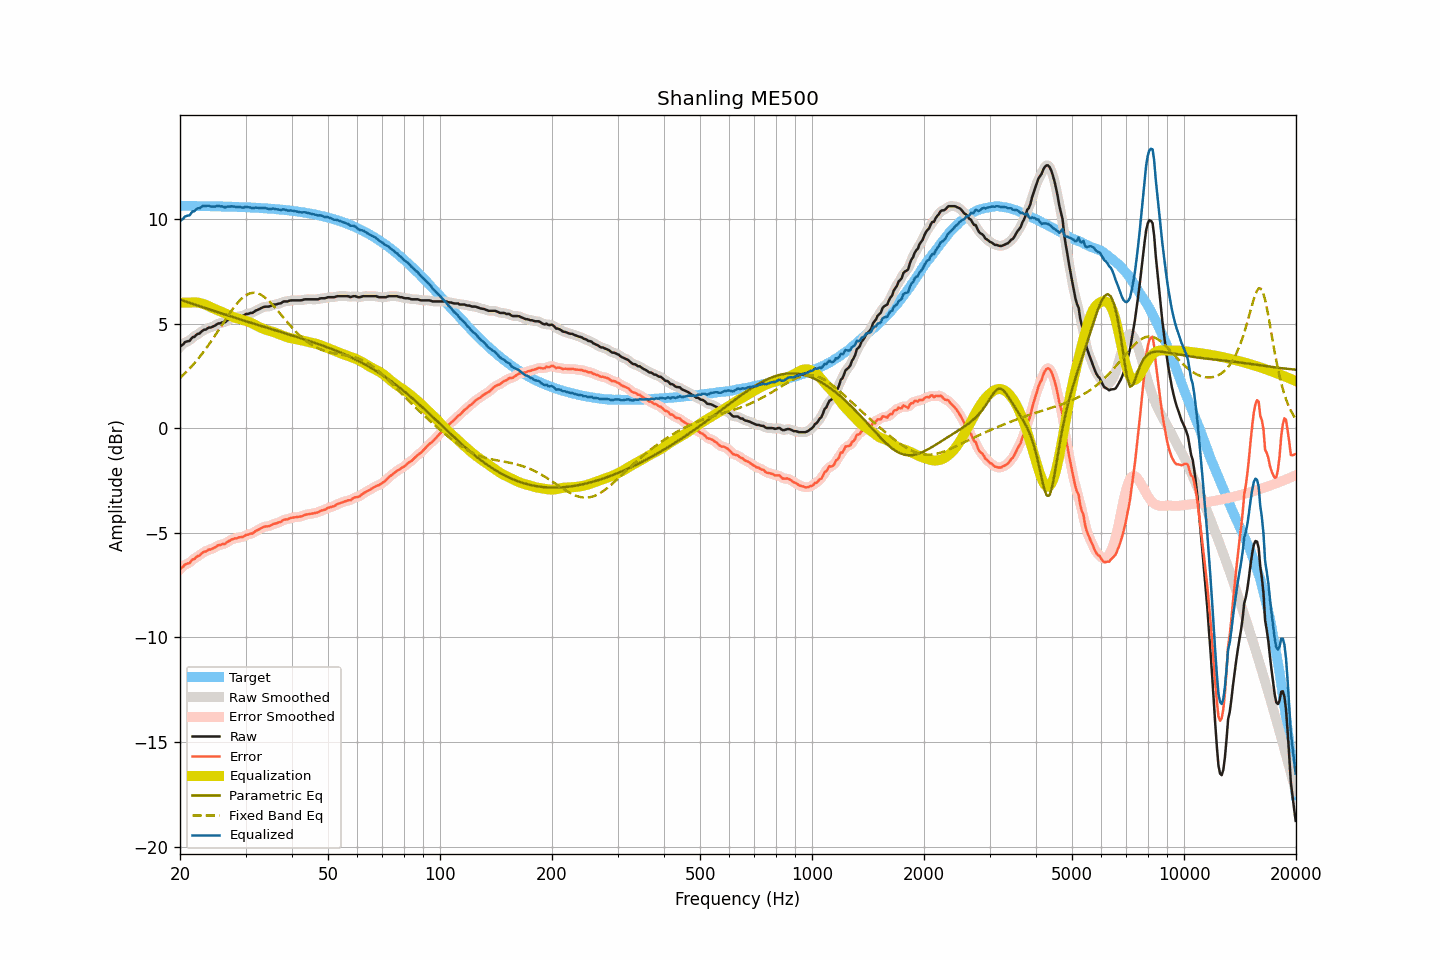 Shanling ME500
Amplitude (dBr)
10
5
0
−5
−10
−15
−20
Target
Raw Smoothed
Error Smoothed
Raw
Error
Equalization
Parametric Eq
Fixed Band Eq
Equalized
20 50 100 200 500 1000 2000 5000 10000 20000
Frequency (Hz)